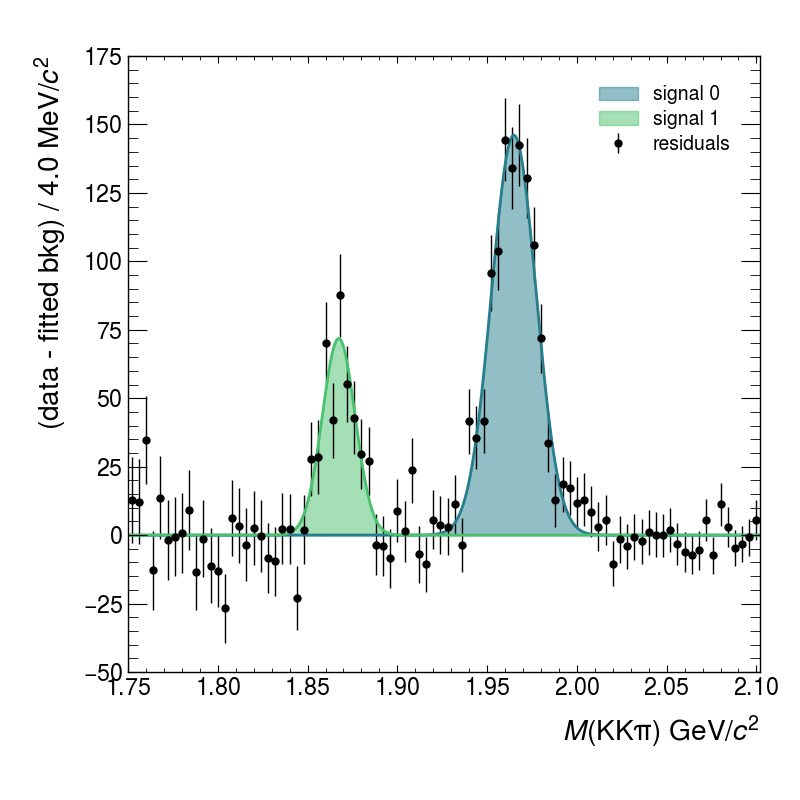 (data - fitted bkg) / 4.0 MeV/c²
175
150
125
100
75
50
25
0
−25
−50
signal 0
signal 1
residuals
1.75 1.80 1.85 1.90 1.95 2.00 2.05 2.10
M(KKπ) GeV/c²